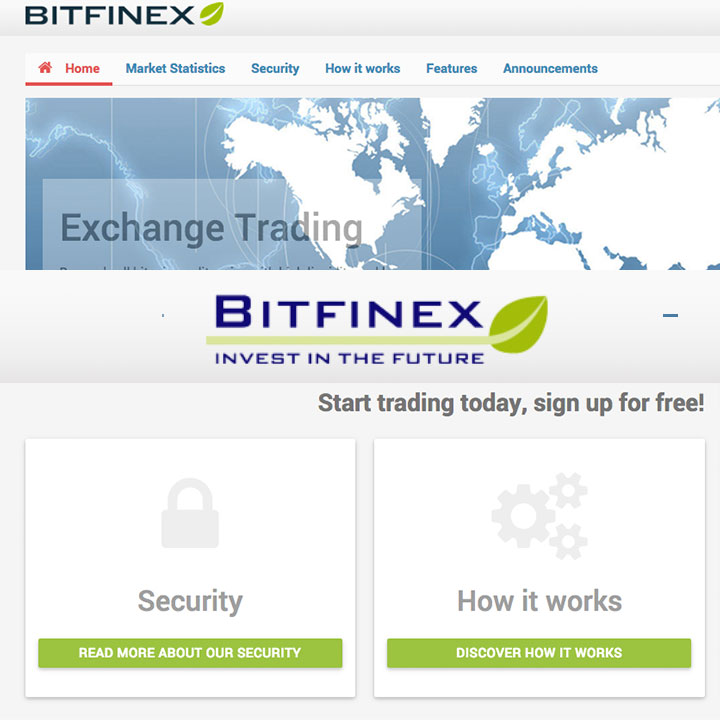 BITFINEX
Home Market Statistics Security How it works Features Announcements
Exchange Trading
BITFINEX
INVEST IN THE FUTURE
Start trading today, sign up for free!
Security How it works
READ MORE ABOUT OUR SECURITY DISCOVER HOW IT WORKS